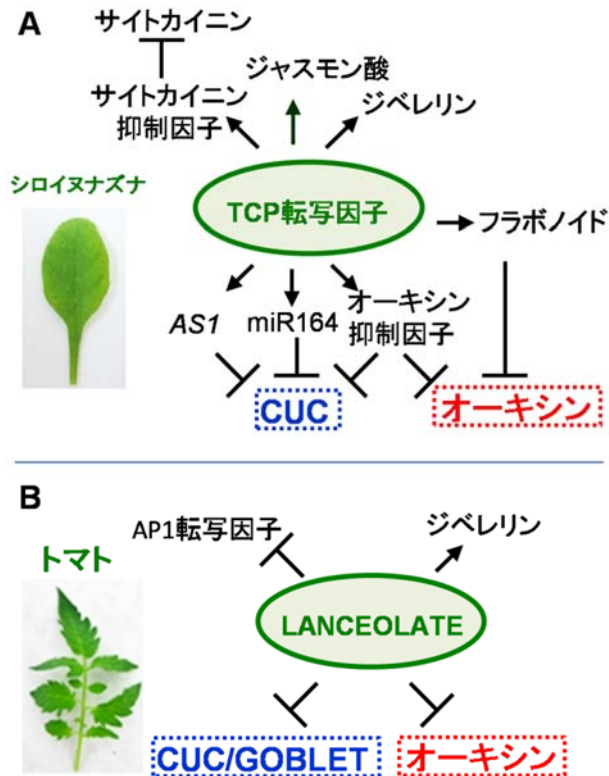 A
サイトカイニン
サイトカイニン
抑制因子
ジャスモン酸
ジベレリン
シロイヌナズナ
TCP転写因子
フラボノイド
AS1
miR164
オーキシン
抑制因子
CUC
オーキシン
B
トマト
AP1転写因子
ジベレリン
LANCEOLATE
CUC/GOBLET
オーキシン